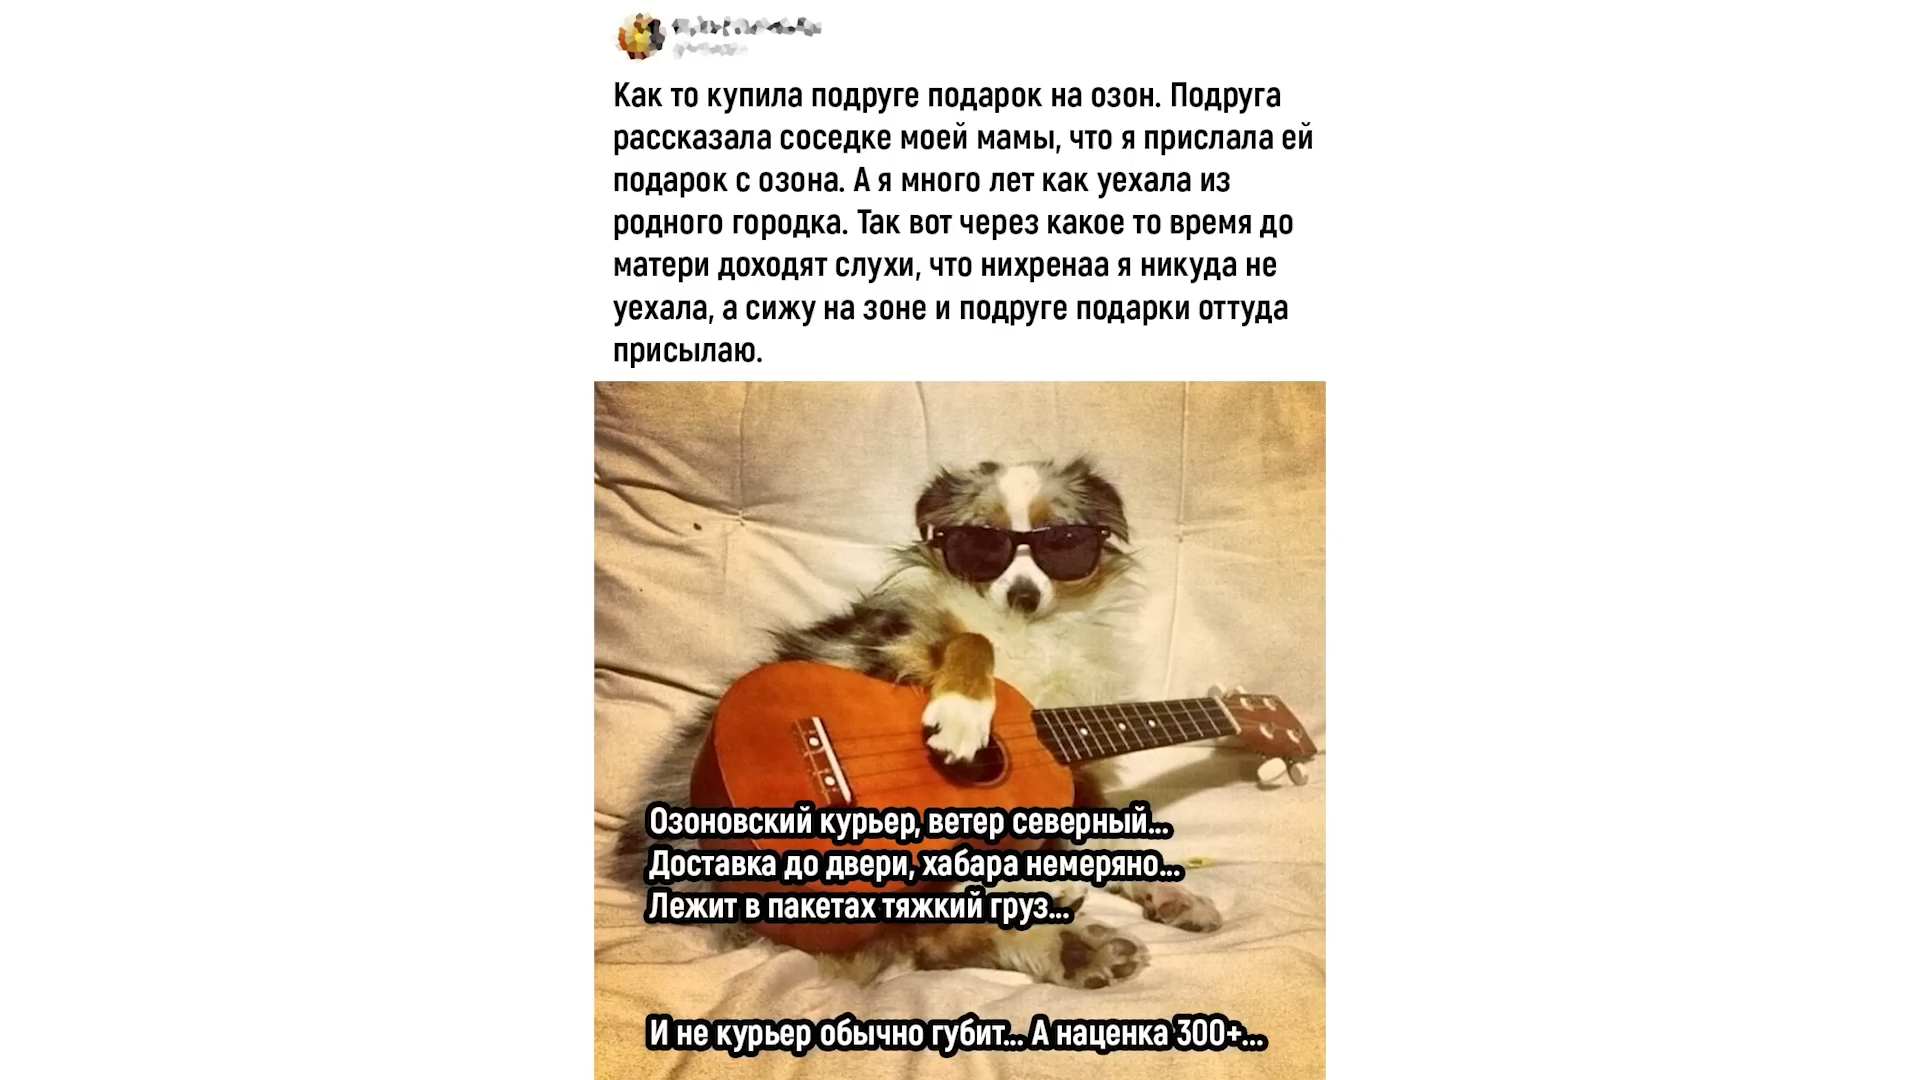 Как то купила подруге подарок на озон. Подруга
рассказала соседке моей мамы, что я прислала ей
подарок с озона. А я много лет как уехала из
родного городка. Так вот через какое то время до
матери доходят слухи, что нихренаа я никуда не
уехала, а сижу на зоне и подруге подарки оттуда
присылаю.
Озоновский курьер, ветер северный...
Доставка до двери, хабара немеряно...
Лежит в пакетах тяжкий груз...
И не курьер обычно губит... А наценка 300+...